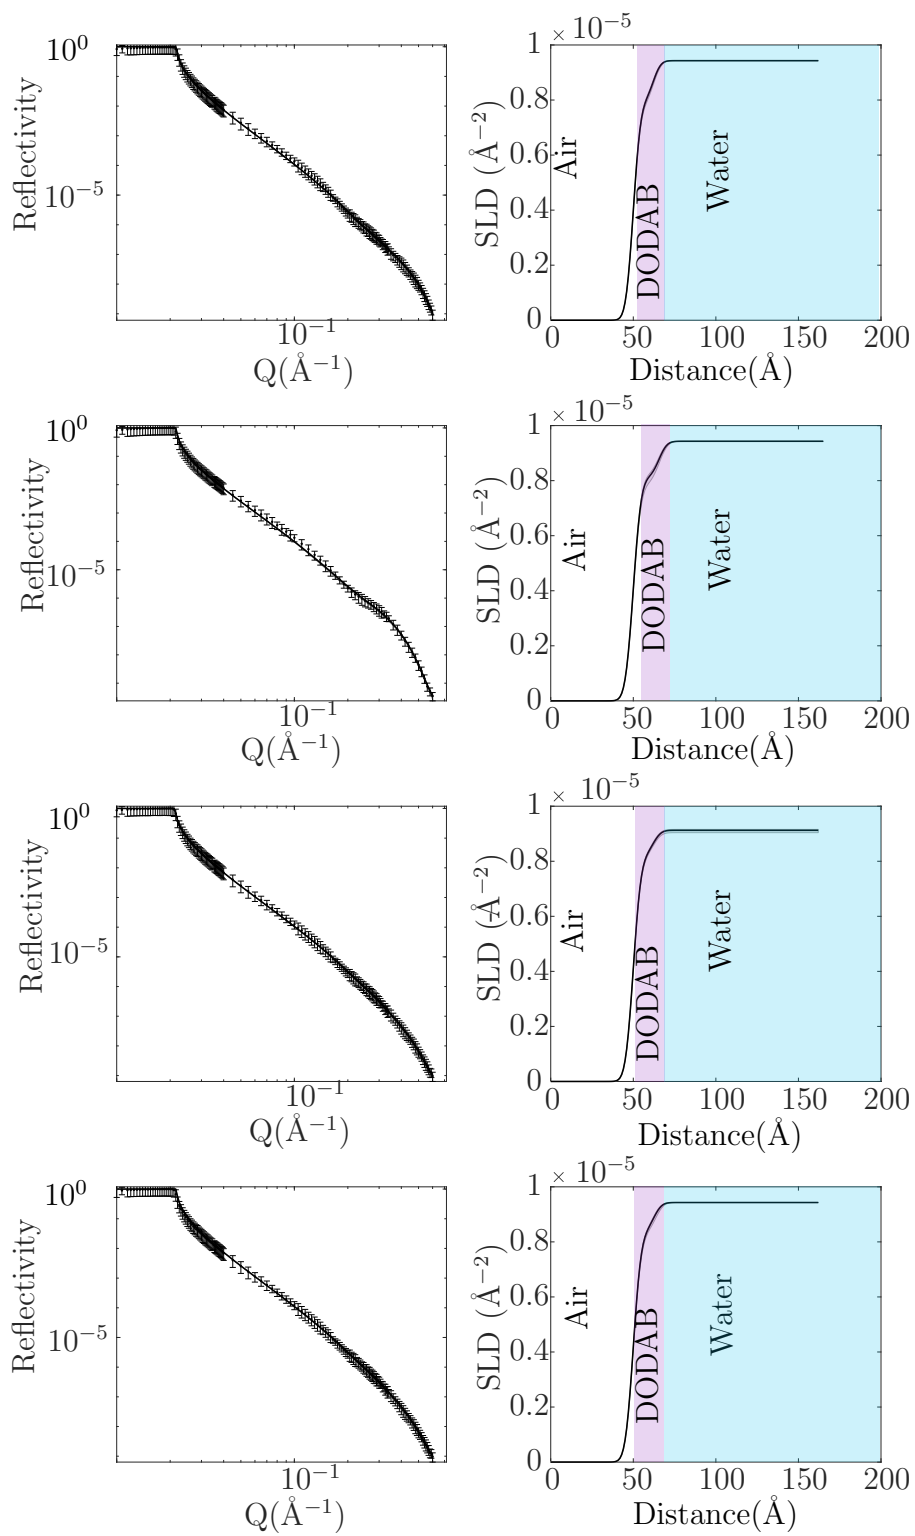 10⁰
10⁻⁵
Reflectivity
10⁻¹
Q(Å⁻¹)
1 × 10⁻⁵
0.8
0.6
0.4
0.2
0
SLD (Å⁻²)
Air
DODAB
Water
0 50 100 150 200
Distance(Å)
10⁰
10⁻⁵
Reflectivity
10⁻¹
Q(Å⁻¹)
1 × 10⁻⁵
0.8
0.6
0.4
0.2
0
SLD (Å⁻²)
Air
DODAB
Water
0 50 100 150 200
Distance(Å)
10⁰
10⁻⁵
Reflectivity
10⁻¹
Q(Å⁻¹)
1 × 10⁻⁵
0.8
0.6
0.4
0.2
0
SLD (Å⁻²)
Air
DODAB
Water
0 50 100 150 200
Distance(Å)
10⁰
10⁻⁵
Reflectivity
10⁻¹
Q(Å⁻¹)
1 × 10⁻⁵
0.8
0.6
0.4
0.2
0
SLD (Å⁻²)
Air
DODAB
Water
0 50 100 150 200
Distance(Å)